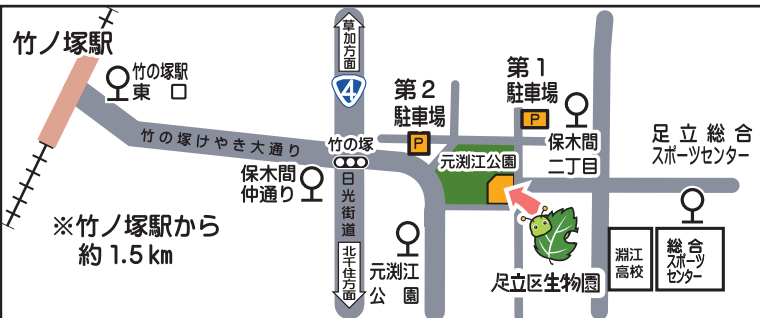 竹ノ塚駅
竹の塚駅
東 口
草加方面
4
第2
駐車場
P
第1
駐車場
P
保木間
二丁目
足立総合
スポーツセンター
竹の塚けやき大通り
竹の塚
元渕江公園
保木間
仲通り
日光街道
北千住方面
※竹ノ塚駅から
約1.5km
元渕江
公 園
足立区生物園
淵江
高校
総合
スポーツ
センター